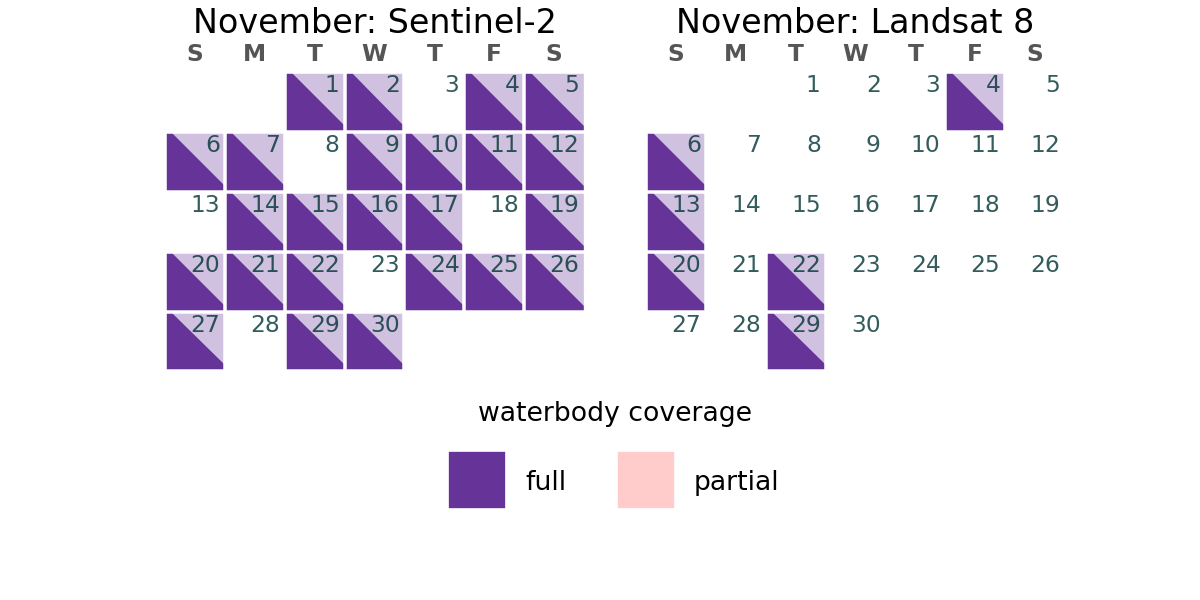 November: Sentinel-2
S M T W T F S
1 2 3 4 5
6 7 8 9 10 11 12
13 14 15 16 17 18 19
20 21 22 23 24 25 26
27 28 29 30
November: Landsat 8
S M T W T F S
1 2 3 4 5
6 7 8 9 10 11 12
13 14 15 16 17 18 19
20 21 22 23 24 25 26
27 28 29 30
waterbody coverage
full partial